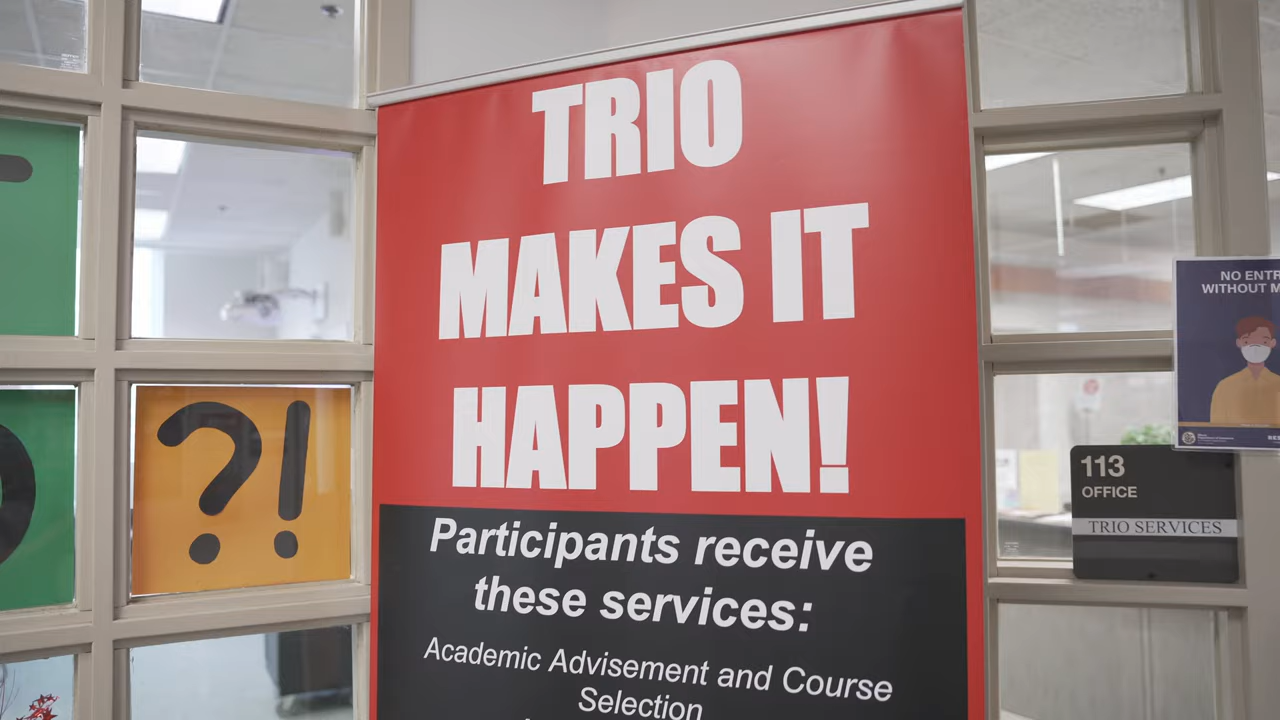 TRIO
MAKES IT
HAPPEN!
Participants receive
these services:
Academic Advisement and Course
Selection
?!
NO ENTR
WITHOUT M
113
OFFICE
TRIO SERVICES